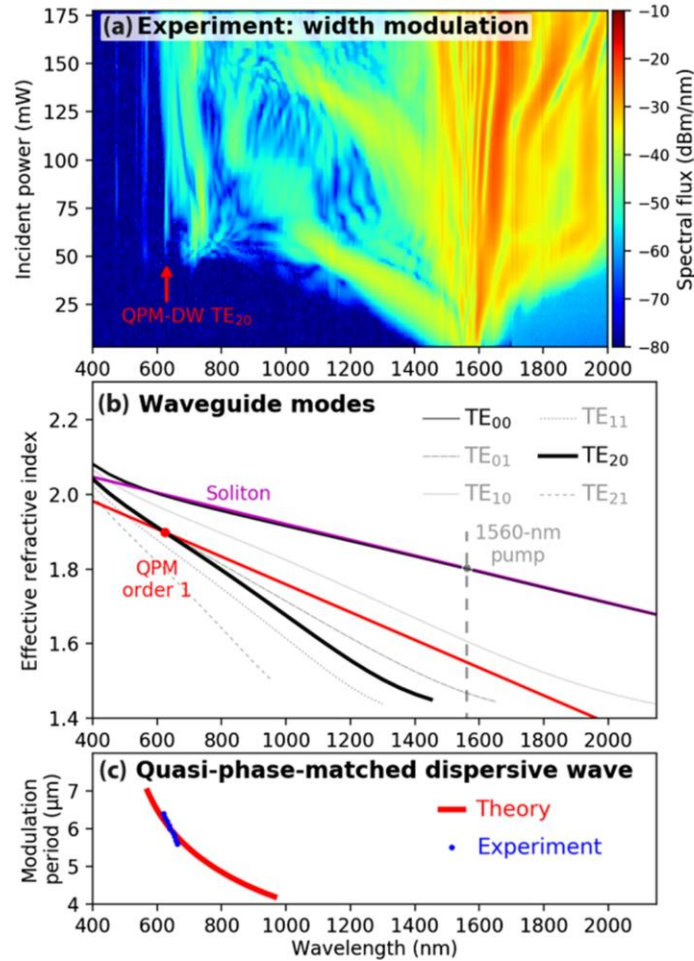 (a) Experiment: width modulation
175
150
125
100
75
50
25
Incident power (mW)
QPM-DW TE₂₀
400 600 800 1000 1200 1400 1600 1800 2000
−10
−20
−30
−40
−50
−60
−70
−80
Spectral flux (dBm/nm)
(b) Waveguide modes
2.2
2.0
1.8
1.6
1.4
Effective refractive index
TE₀₀
TE₀₁
TE₁₀
TE₁₁
TE₂₀
TE₂₁
Soliton
1560-nm
pump
QPM
order 1
400 600 800 1000 1200 1400 1600 1800 2000
(c) Quasi-phase-matched dispersive wave
7
6
5
4
Modulation
period (μm)
Theory
Experiment
400 600 800 1000 1200 1400 1600 1800 2000
Wavelength (nm)